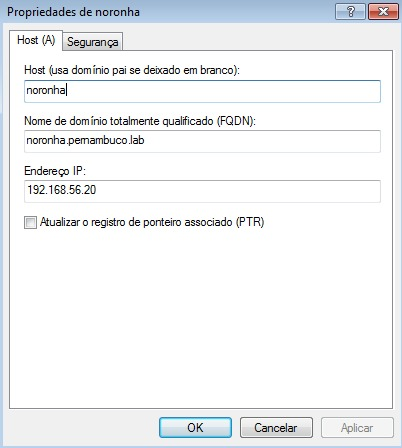 Propriedades de noronha
Host (A) Segurança
Host (usa domínio pai se deixado em branco):
noronha
Nome de domínio totalmente qualificado (FQDN):
noronha.pernambuco.lab
Endereço IP:
192.168.56.20
Atualizar o registro de ponteiro associado (PTR)
OK Cancelar Aplicar